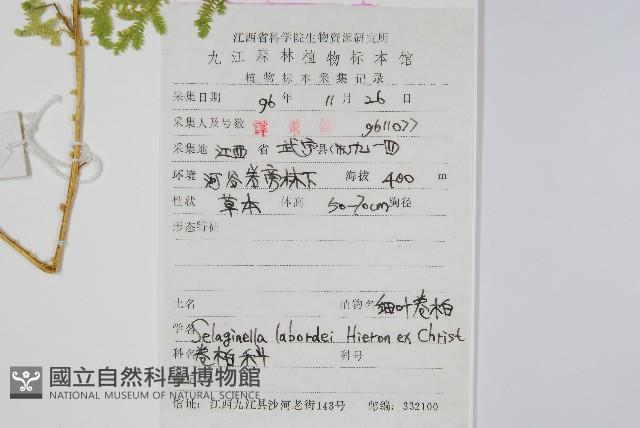 江西省科学院生物资源研究所
九江森林植物标本馆
植物标本采集记录
采集日期 96 年 11 月 26 日
采集人及号数 9611077
采集地 江西 省 武宁 县(市) 九一四
环境 河谷岩旁林下 海拔 400 m
性状 草本 体高 50-70cm 胸径
形态特征
土名 植物名 细叶卷柏
学名 Selaginella labordei Hieron ex Christ
科名 卷柏科 科号
國立自然科學博物館
NATIONAL MUSEUM OF NATURAL SCIENCE
馆址:江西九江县沙河老街143号 邮编:332100